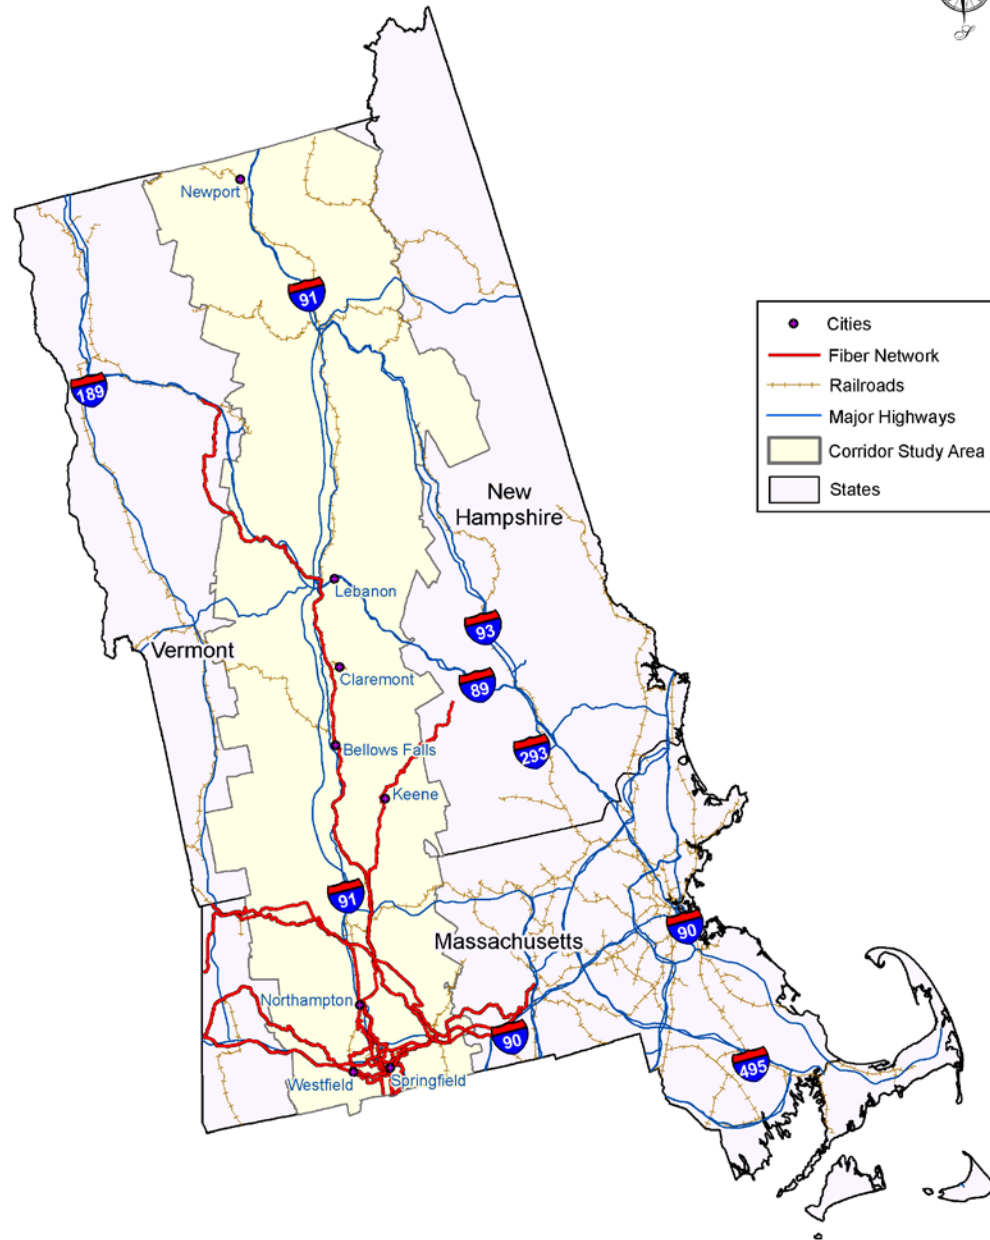 S
Newport
91
189
Cities
Fiber Network
Railroads
Major Highways
Corridor Study Area
States
New
Hampshire
Lebanon
93
Vermont
Claremont
89
Bellows Falls
293
Keene
91
90
Massachusetts
Northampton
90
495
Westfield
Springfield